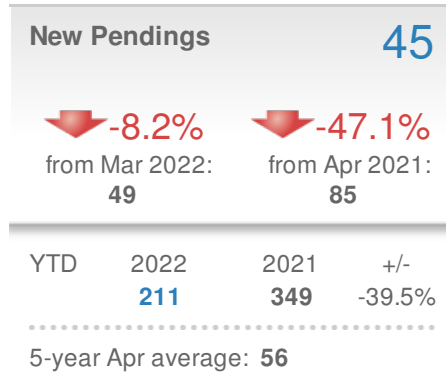 New Pendings 45
-8.2% -47.1%
from Mar 2022: from Apr 2021:
49 85
YTD 2022 2021 +/-
211 349 -39.5%
5-year Apr average: 56